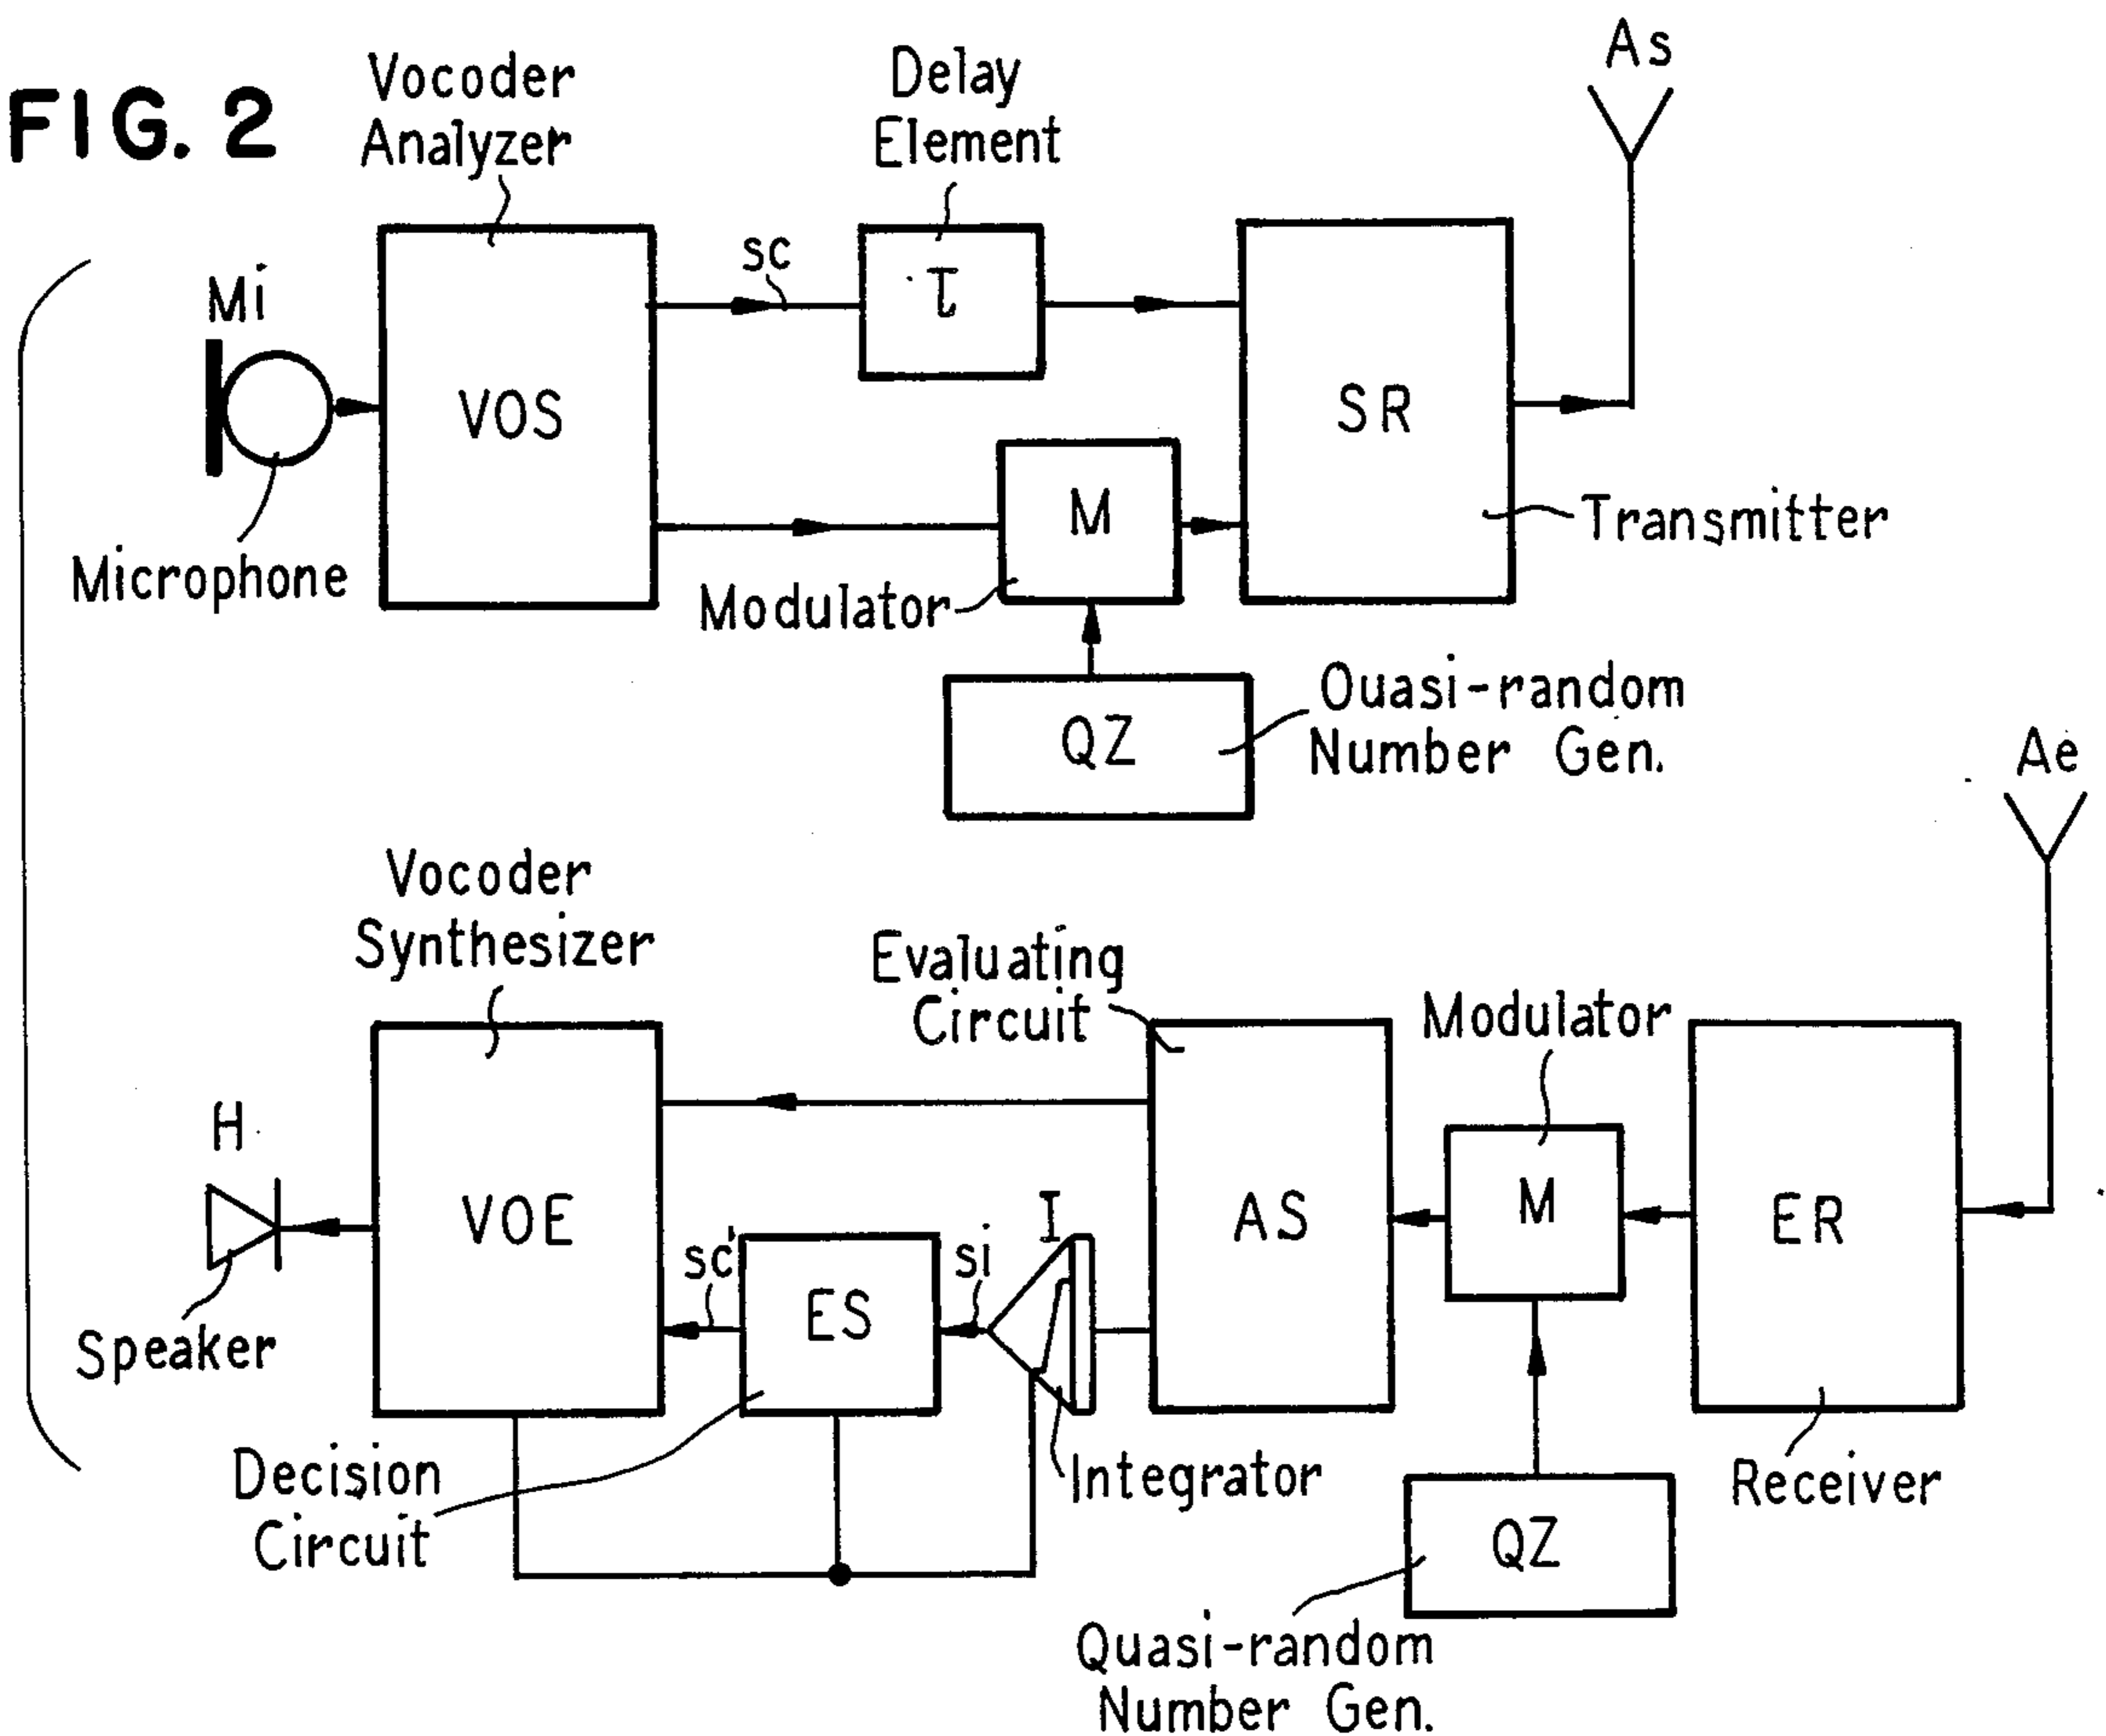 FIG. 2
Vocoder
Analyzer
Delay
Element
As
Mi
sc
τ
VOS
SR
M
Microphone
Modulator
Transmitter
QZ
Ouasi-random
Number Gen.
Ae
Vocoder
Synthesizer
Evaluating
Circuit
Modulator
H
VOE
sc'
ES
si
I
AS
M
ER
Speaker
Decision
Circuit
Integrator
QZ
Receiver
Quasi-random
Number Gen.